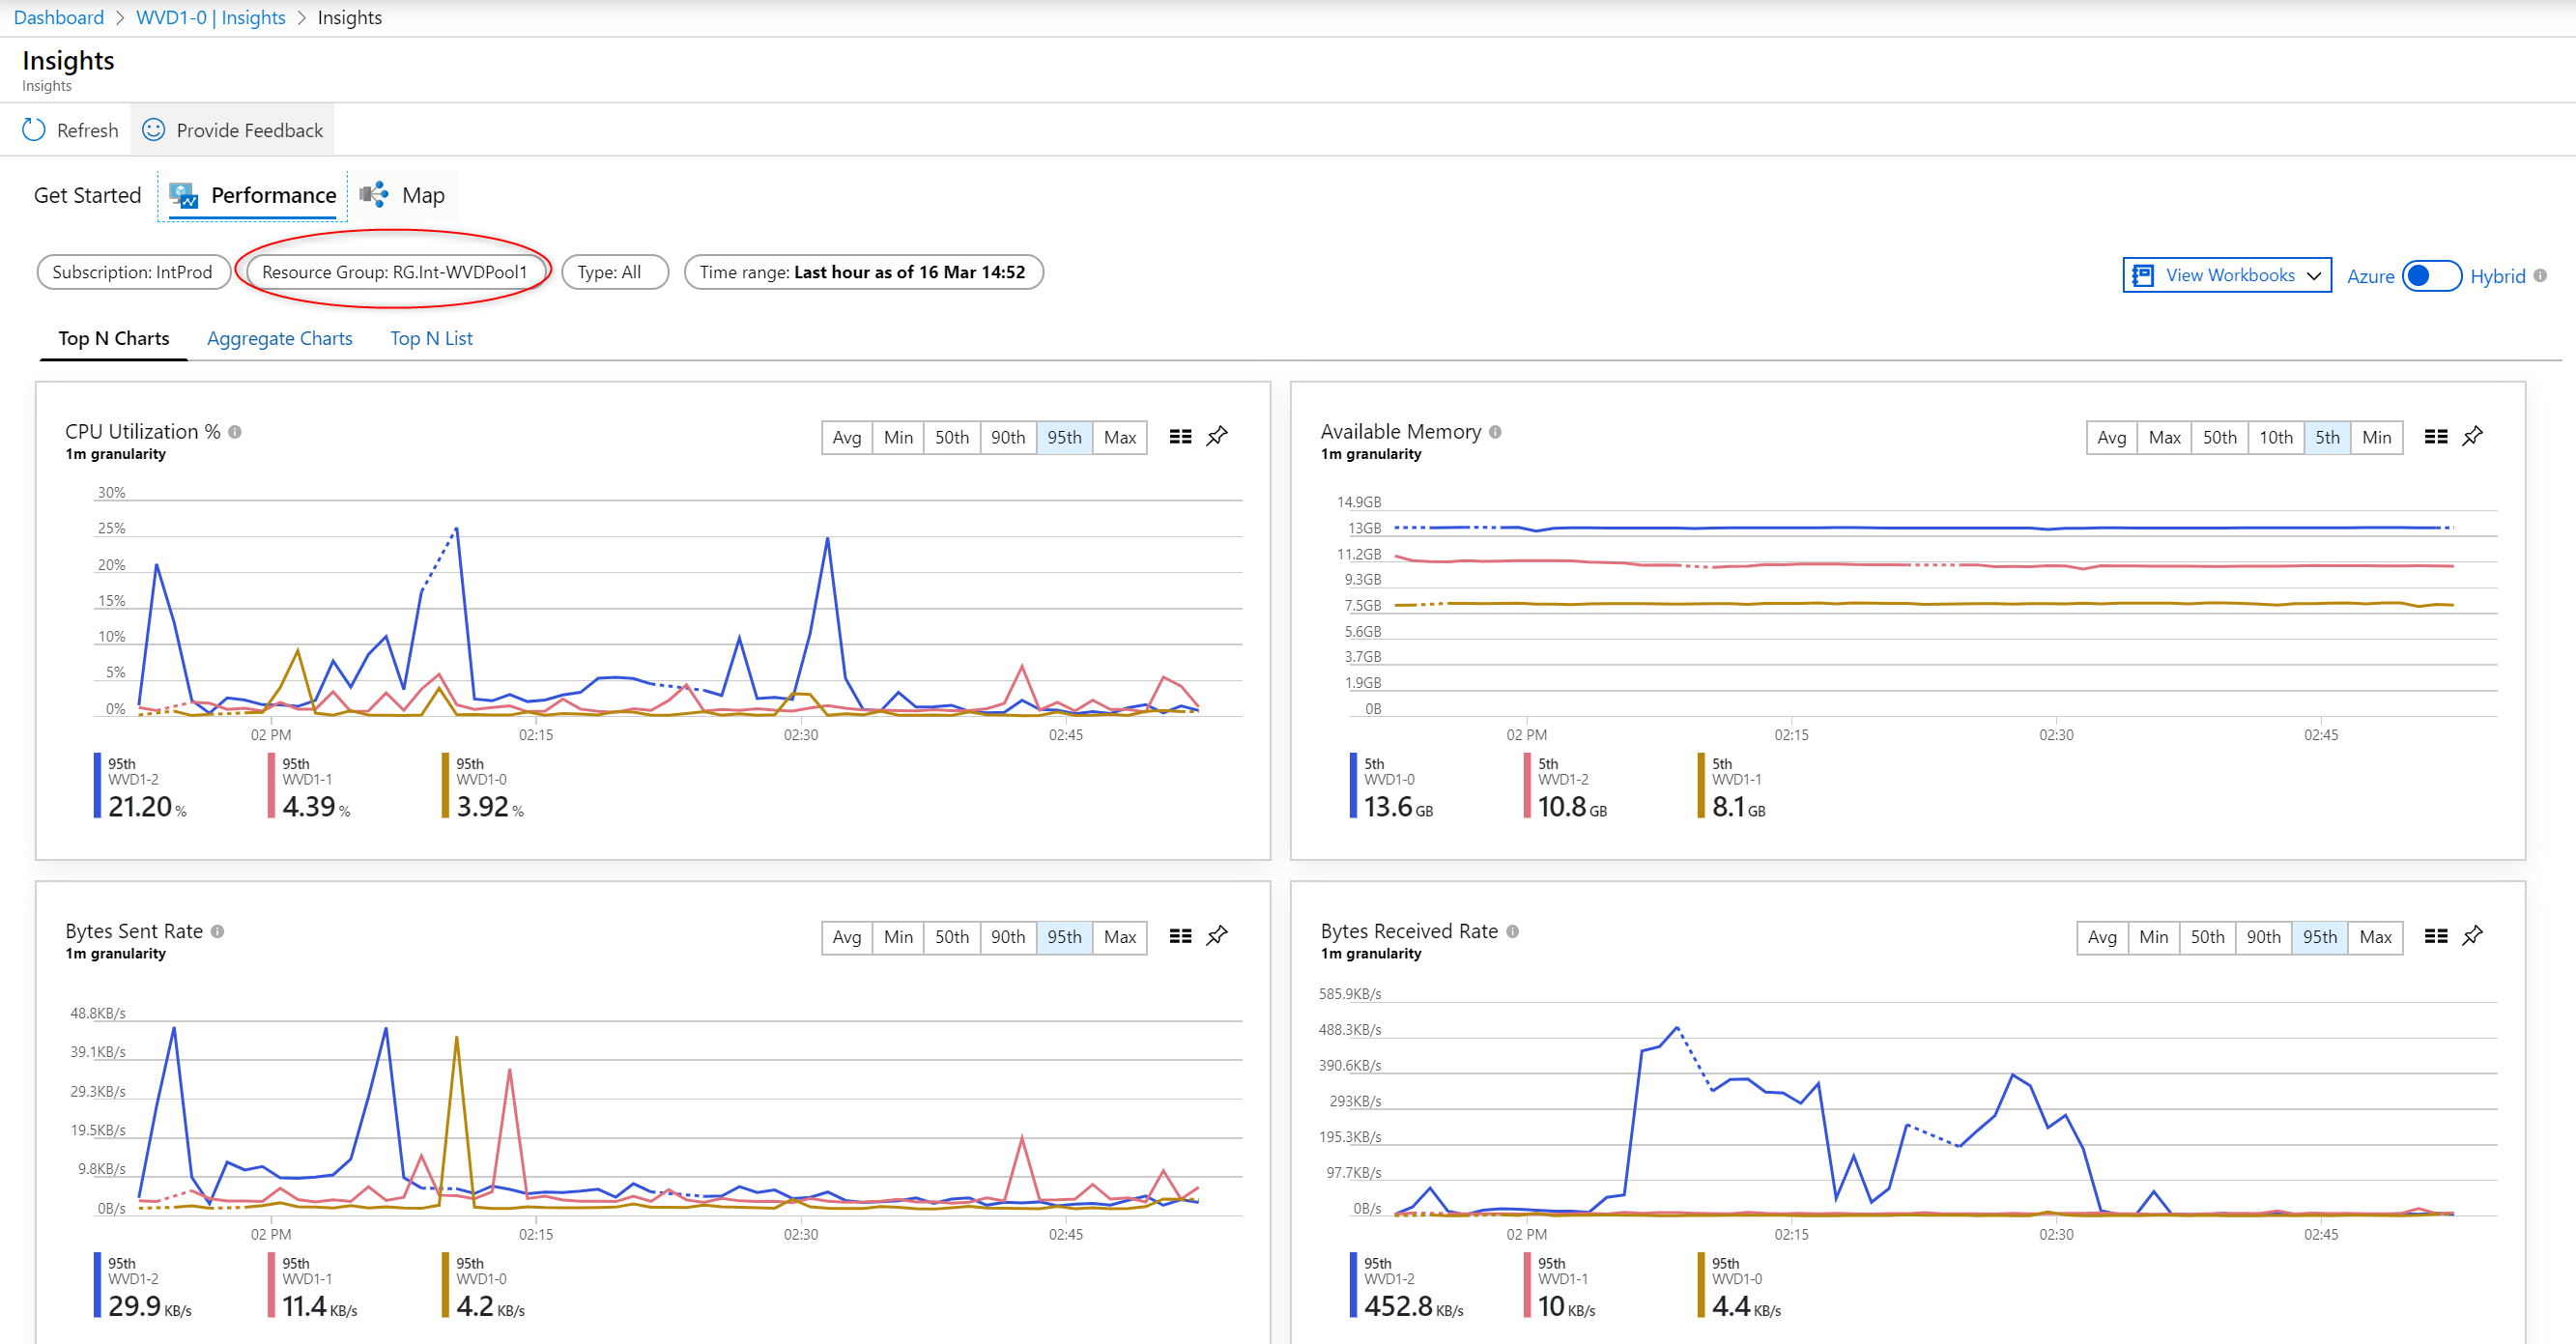 Dashboard > WVD1-0 | Insights > Insights
Insights
Insights
Refresh Provide Feedback
Get Started Performance Map
Subscription: IntProd Resource Group: RG.Int-WVDPool1 Type: All Time range: Last hour as of 16 Mar 14:52 View Workbooks Azure Hybrid
Top N Charts Aggregate Charts Top N List
CPU Utilization %
1m granularity
Avg Min 50th 90th 95th Max
30%
25%
20%
15%
10%
5%
0%
02 PM 02:15 02:30 02:45
95th 95th 95th
WVD1-2 WVD1-1 WVD1-0
21.20 % 4.39 % 3.92 %
Available Memory
1m granularity
Avg Max 50th 10th 5th Min
14.9GB
13GB
11.2GB
9.3GB
7.5GB
5.6GB
3.7GB
1.9GB
0B
02 PM 02:15 02:30 02:45
5th 5th 5th
WVD1-0 WVD1-2 WVD1-1
13.6 GB 10.8 GB 8.1 GB
Bytes Sent Rate
1m granularity
Avg Min 50th 90th 95th Max
48.8KB/s
39.1KB/s
29.3KB/s
19.5KB/s
9.8KB/s
0B/s
02 PM 02:15 02:30 02:45
95th 95th 95th
WVD1-2 WVD1-1 WVD1-0
29.9 KB/s 11.4 KB/s 4.2 KB/s
Bytes Received Rate
1m granularity
Avg Min 50th 90th 95th Max
585.9KB/s
488.3KB/s
390.6KB/s
293KB/s
195.3KB/s
97.7KB/s
0B/s
02 PM 02:15 02:30 02:45
95th 95th 95th
WVD1-2 WVD1-1 WVD1-0
452.8 KB/s 10 KB/s 4.4 KB/s